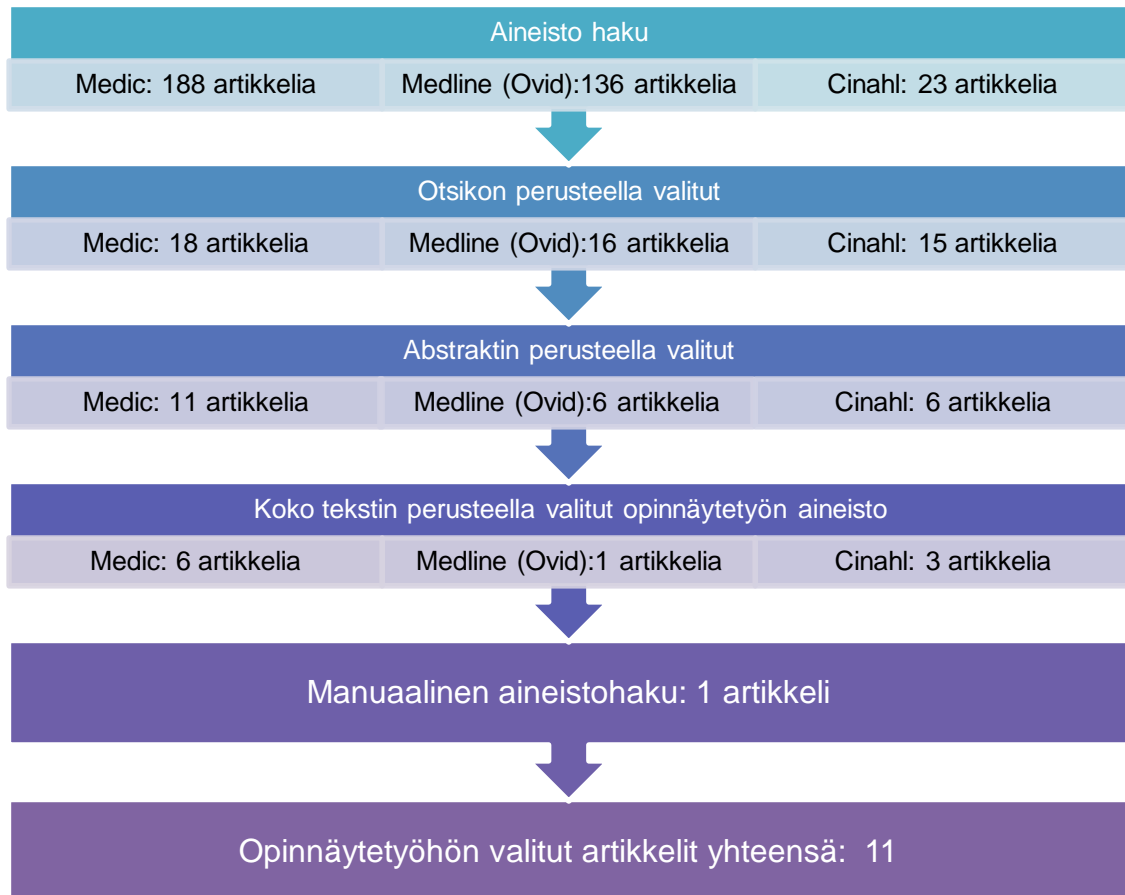 Aineisto haku
Medic: 188 artikkelia Medline (Ovid):136 artikkelia Cinahl: 23 artikkelia
Otsikon perusteella valitut
Medic: 18 artikkelia Medline (Ovid):16 artikkelia Cinahl: 15 artikkelia
Abstraktin perusteella valitut
Medic: 11 artikkelia Medline (Ovid):6 artikkelia Cinahl: 6 artikkelia
Koko tekstin perusteella valitut opinnäytetyön aineisto
Medic: 6 artikkelia Medline (Ovid):1 artikkelia Cinahl: 3 artikkelia
Manuaalinen aineistohaku: 1 artikkeli
Opinnäytetyöhön valitut artikkelit yhteensä: 11